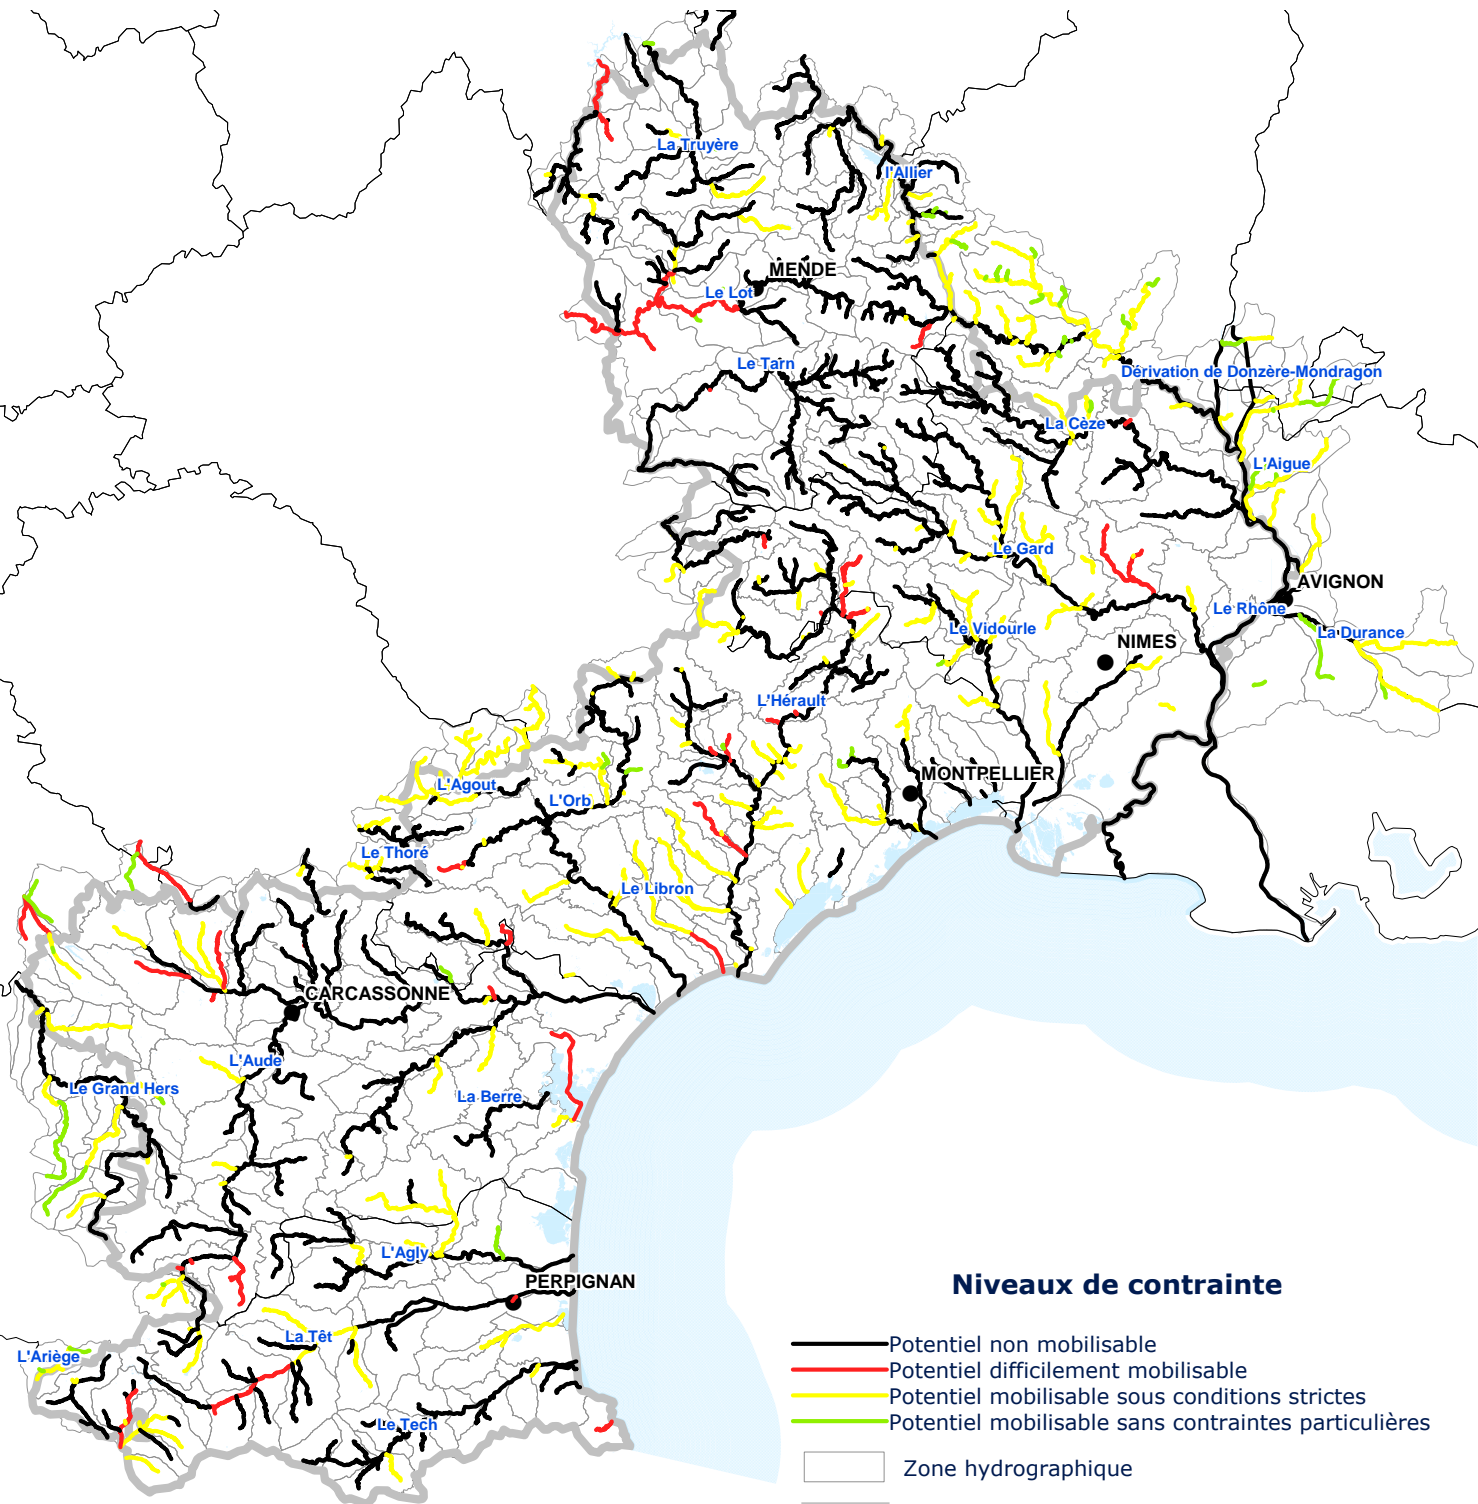 La Truyère
l'Allier
MENDE
Le Lot
Le Tarn
Dérivation de Donzère-Mondragon
La Cèze
L'Aigue
Le Gard
AVIGNON
Le Rhône
La Durance
Le Vidourle
NIMES
L'Hérault
MONTPELLIER
L'Agout
L'Orb
Le Thoré
Le Libron
CARCASSONNE
L'Aude
Le Grand Hers
La Berre
L'Agly
PERPIGNAN
La Têt
L'Ariège
Le Tech
Niveaux de contrainte
Potentiel non mobilisable
Potentiel difficilement mobilisable
Potentiel mobilisable sous conditions strictes
Potentiel mobilisable sans contraintes particulières
Zone hydrographique